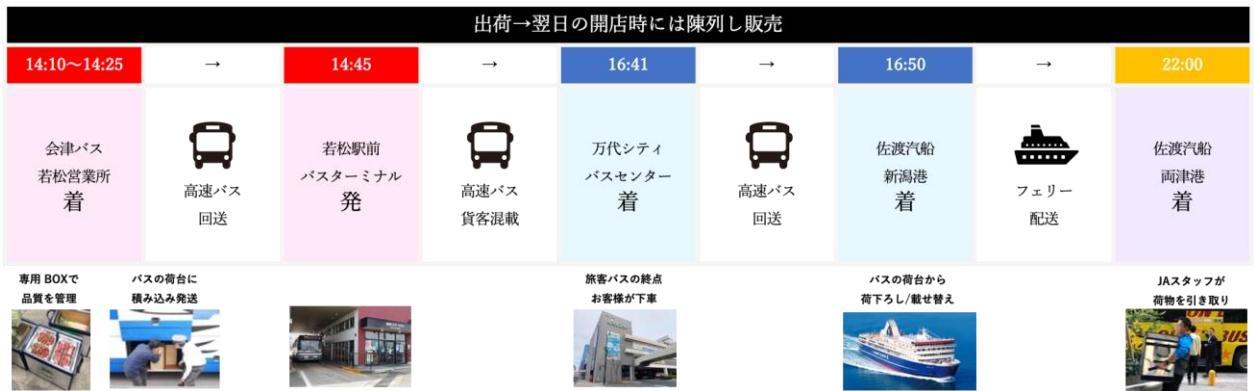 出荷→翌日の開店時には陳列し販売
14:10〜14:25
→
14:45
→
16:41
→
16:50
→
22:00
会津バス
若松営業所
着
高速バス
回送
若松駅前
バスターミナル
発
高速バス
貨客混載
万代シティ
バスセンター
着
高速バス
回送
佐渡汽船
新潟港
着
フェリー
配送
佐渡汽船
両津港
着
専用 BOXで
品質を管理
バスの荷台に
積み込み発送
旅客バスの終点
お客様が下車
バスの荷台から
荷下ろし/載せ替え
JAスタッフが
荷物を引き取り